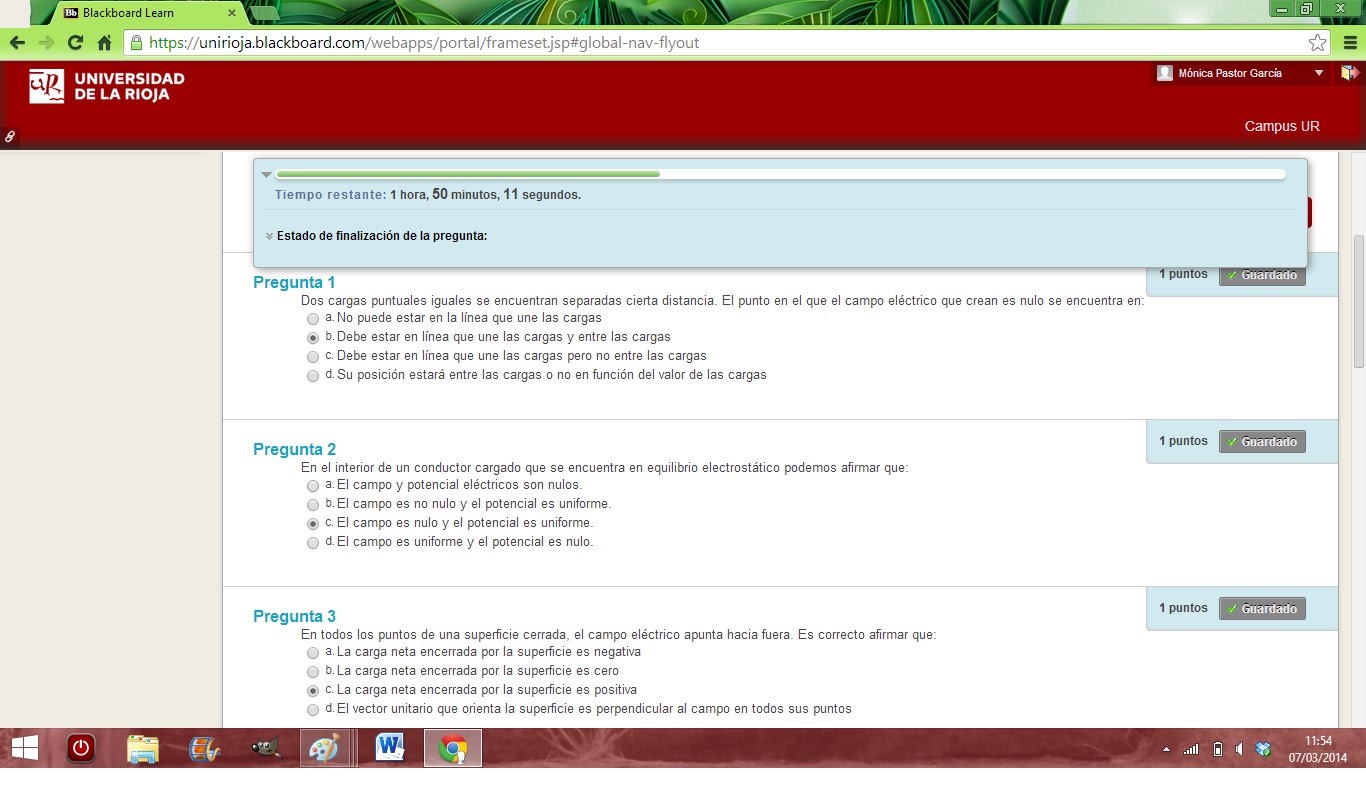 Blackboard Learn
https://unirioja.blackboard.com/webapps/portal/frameset.jsp#global-nav-flyout
UNIVERSIDAD
DE LA RIOJA
Mónica Pastor García
Campus UR
Tiempo restante: 1 hora, 50 minutos, 11 segundos.
Estado de finalización de la pregunta:
Pregunta 1
1 puntos Guardado
Dos cargas puntuales iguales se encuentran separadas cierta distancia. El punto en el que el campo eléctrico que crean es nulo se encuentra en:
a. No puede estar en la línea que une las cargas
b. Debe estar en línea que une las cargas y entre las cargas
c. Debe estar en línea que une las cargas pero no entre las cargas
d. Su posición estará entre las cargas o no en función del valor de las cargas
Pregunta 2
1 puntos Guardado
En el interior de un conductor cargado que se encuentra en equilibrio electrostático podemos afirmar que:
a. El campo y potencial eléctricos son nulos.
b. El campo es no nulo y el potencial es uniforme.
c. El campo es nulo y el potencial es uniforme.
d. El campo es uniforme y el potencial es nulo.
Pregunta 3
1 puntos Guardado
En todos los puntos de una superficie cerrada, el campo eléctrico apunta hacia fuera. Es correcto afirmar que:
a. La carga neta encerrada por la superficie es negativa
b. La carga neta encerrada por la superficie es cero
c. La carga neta encerrada por la superficie es positiva
d. El vector unitario que orienta la superficie es perpendicular al campo en todos sus puntos
11:54
07/03/2014